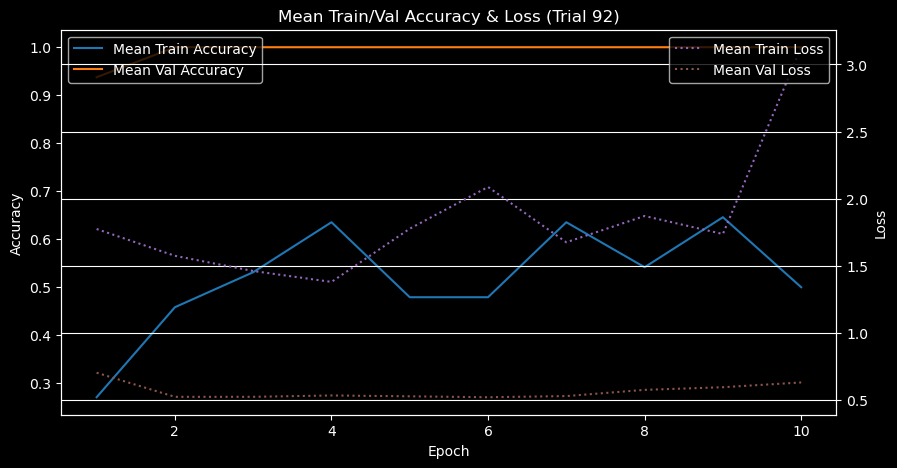 Mean Train/Val Accuracy & Loss (Trial 92)
Mean Train Accuracy
Mean Val Accuracy
Mean Train Loss
Mean Val Loss
1.0
0.9
0.8
0.7
0.6
0.5
0.4
0.3
Accuracy
3.0
2.5
2.0
1.5
1.0
0.5
Loss
2 4 6 8 10
Epoch